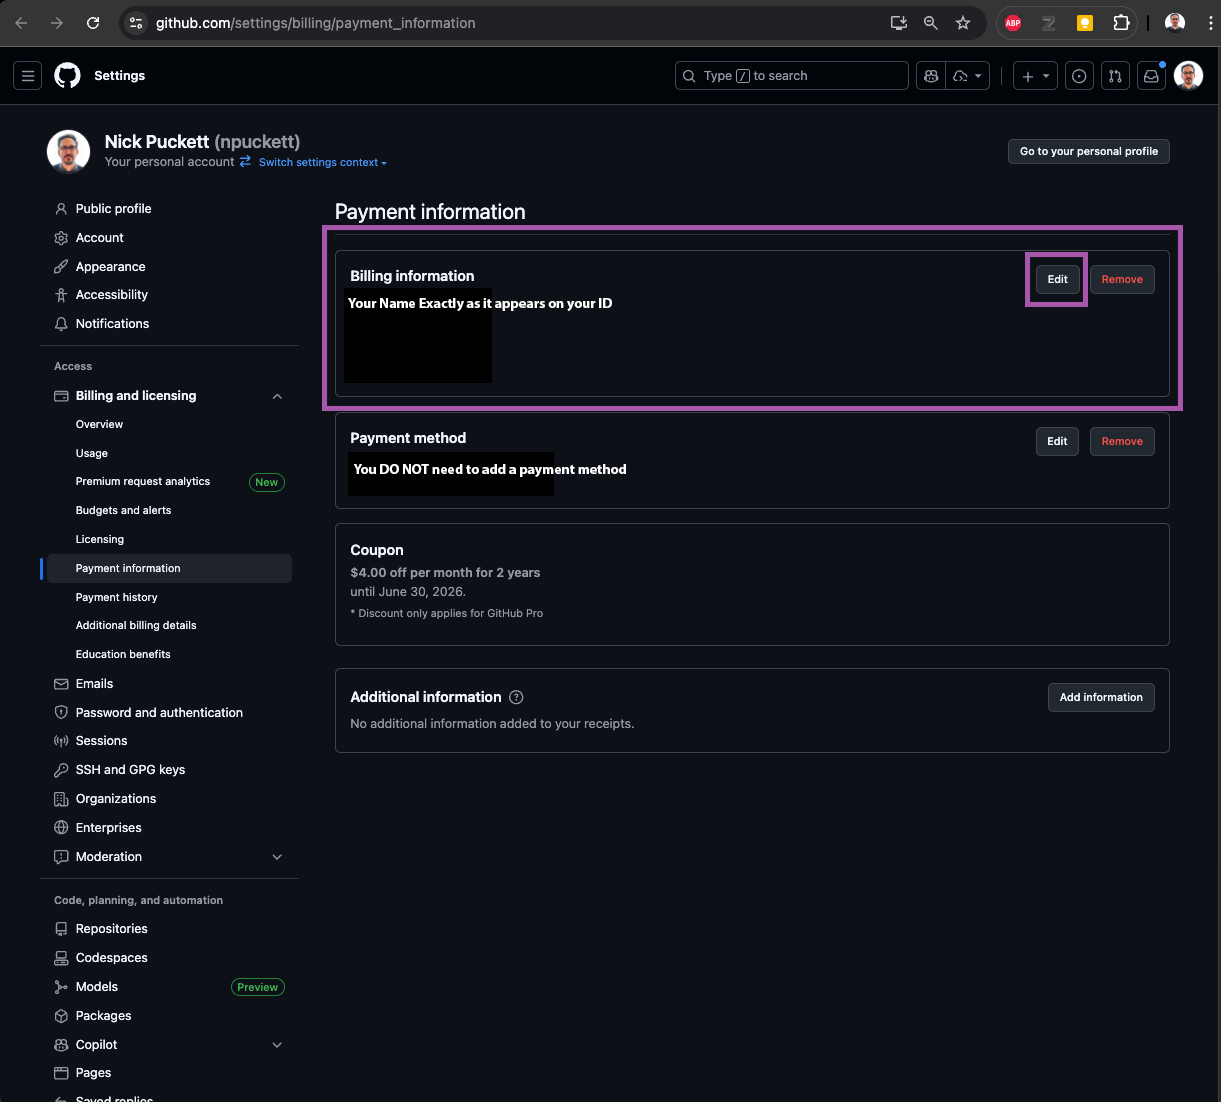 github.com/settings/billing/payment_information
ABP
Settings
Type / to search
Nick Puckett (npuckett)
Your personal account
Switch settings context
Go to your personal profile
Public profile
Account
Appearance
Accessibility
Notifications
Access
Billing and licensing
Overview
Usage
Premium request analytics
New
Budgets and alerts
Licensing
Payment information
Payment history
Additional billing details
Education benefits
Emails
Password and authentication
Sessions
SSH and GPG keys
Organizations
Enterprises
Moderation
Code, planning, and automation
Repositories
Codespaces
Models
Preview
Packages
Copilot
Pages
Saved replies
Payment information
Billing information
Edit
Remove
Your Name Exactly as it appears on your ID
Payment method
Edit
Remove
You DO NOT need to add a payment method
Coupon
$4.00 off per month for 2 years
until June 30, 2026.
* Discount only applies for GitHub Pro
Additional information
Add information
No additional information added to your receipts.